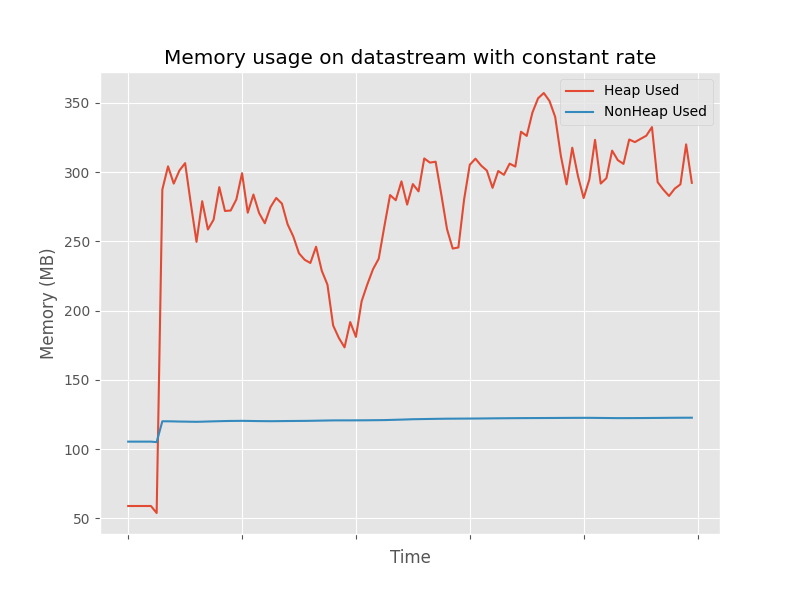 Memory usage on datastream with constant rate
Heap Used
NonHeap Used
350
300
250
200
150
100
50
Memory (MB)
Time